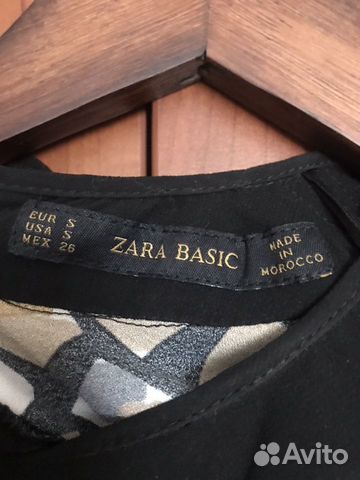 EUR S
USA S
MEX 26
ZARA BASIC
MADE
IN
MOROCCO
Avito